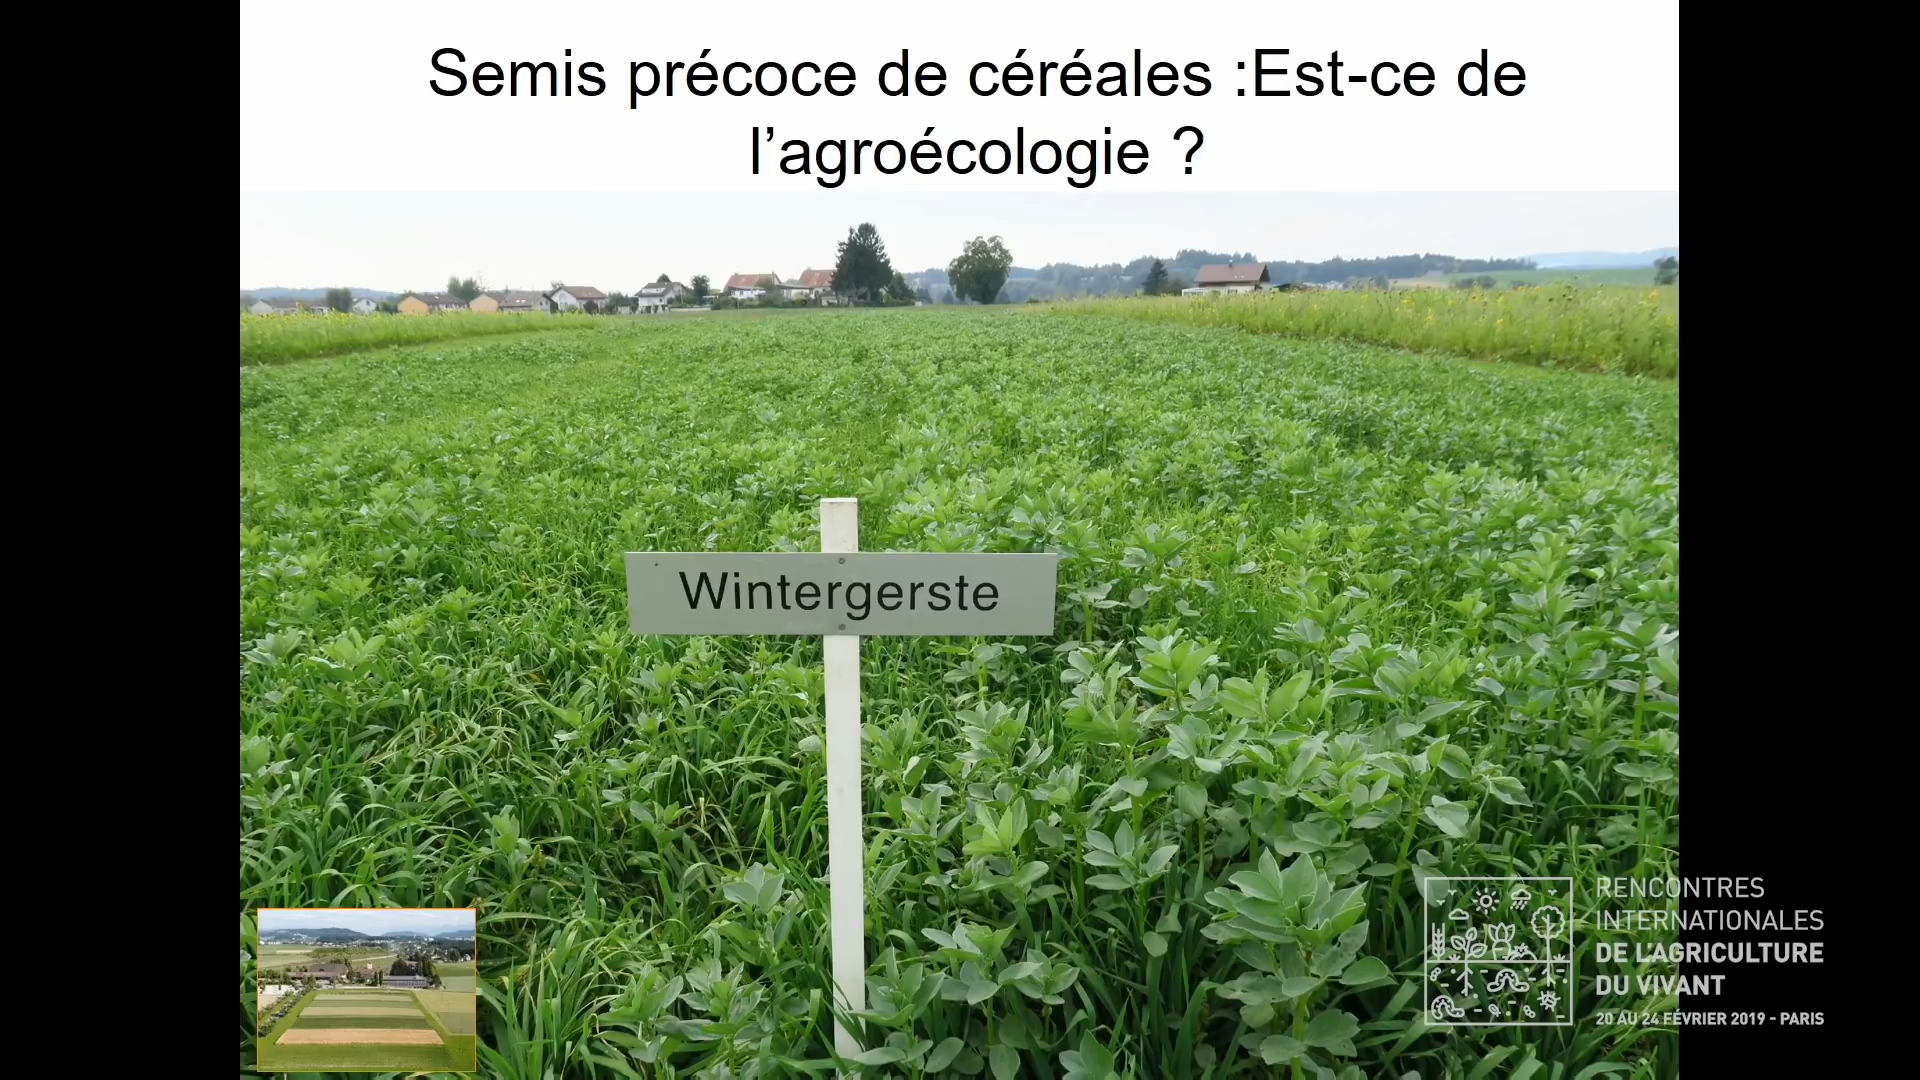 Semis précoce de céréales :Est-ce de
l’agroécologie ?
Wintergerste
RENCONTRES
INTERNATIONALES
DE L'AGRICULTURE
DU VIVANT
20 AU 24 FÉVRIER 2019 - PARIS